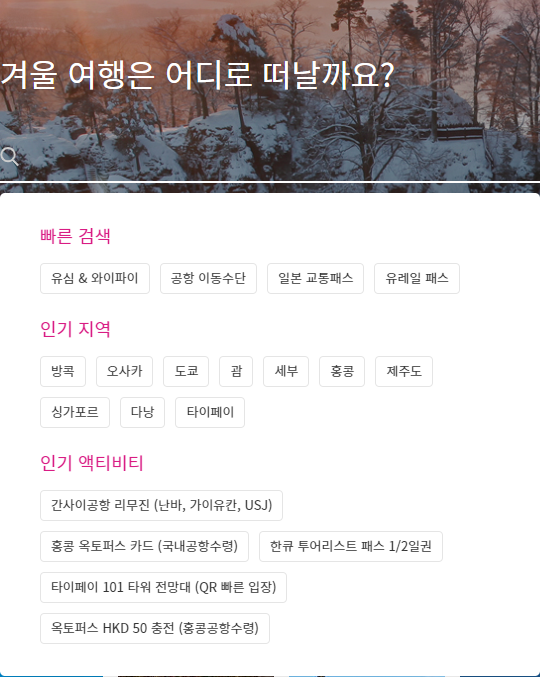 겨울 여행은 어디로 떠날까요?
빠른 검색
유심 & 와이파이 공항 이동수단 일본 교통패스 유레일 패스
인기 지역
방콕 오사카 도쿄 괌 세부 홍콩 제주도
싱가포르 다낭 타이페이
인기 액티비티
간사이공항 리무진 (난바, 가이유칸, USJ)
홍콩 옥토퍼스 카드 (국내공항수령) 한큐 투어리스트 패스 1/2일권
타이페이 101 타워 전망대 (QR 빠른 입장)
옥토퍼스 HKD 50 충전 (홍콩공항수령)